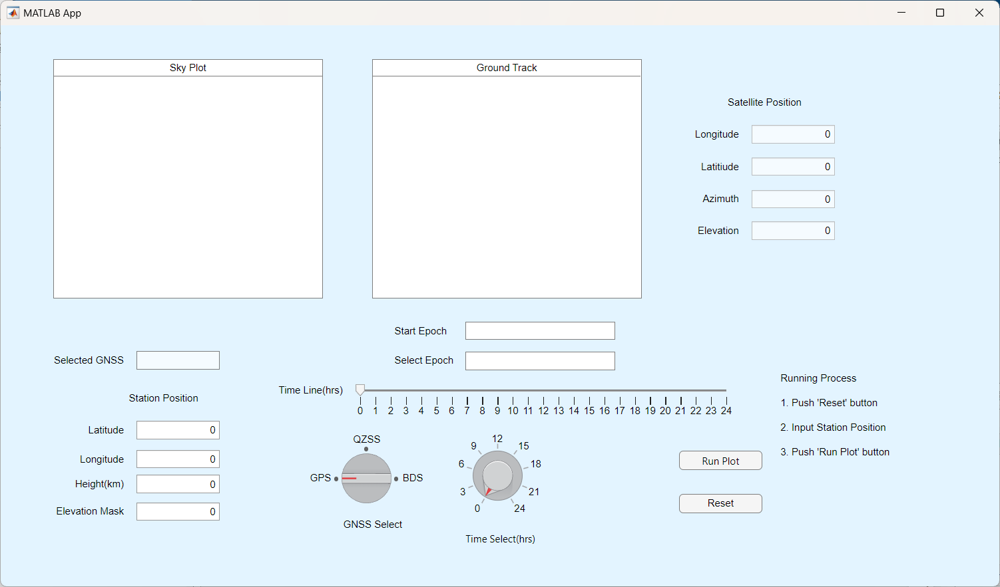 MATLAB App
Sky Plot
Ground Track
Satellite Position
Longitude 0
Latitiude 0
Azimuth 0
Elevation 0
Start Epoch
Selected GNSS
Select Epoch
Running Process
Time Line(hrs)
0 1 2 3 4 5 6 7 8 9 10 11 12 13 14 15 16 17 18 19 20 21 22 23 24
Station Position
1. Push 'Reset' button
Latitude 0
2. Input Station Position
QZSS
GPS
BDS
GNSS Select
0 3 6 9 12 15 18 21 24
Time Select(hrs)
3. Push 'Run Plot' button
Longitude 0
Run Plot
Height(km) 0
Reset
Elevation Mask 0